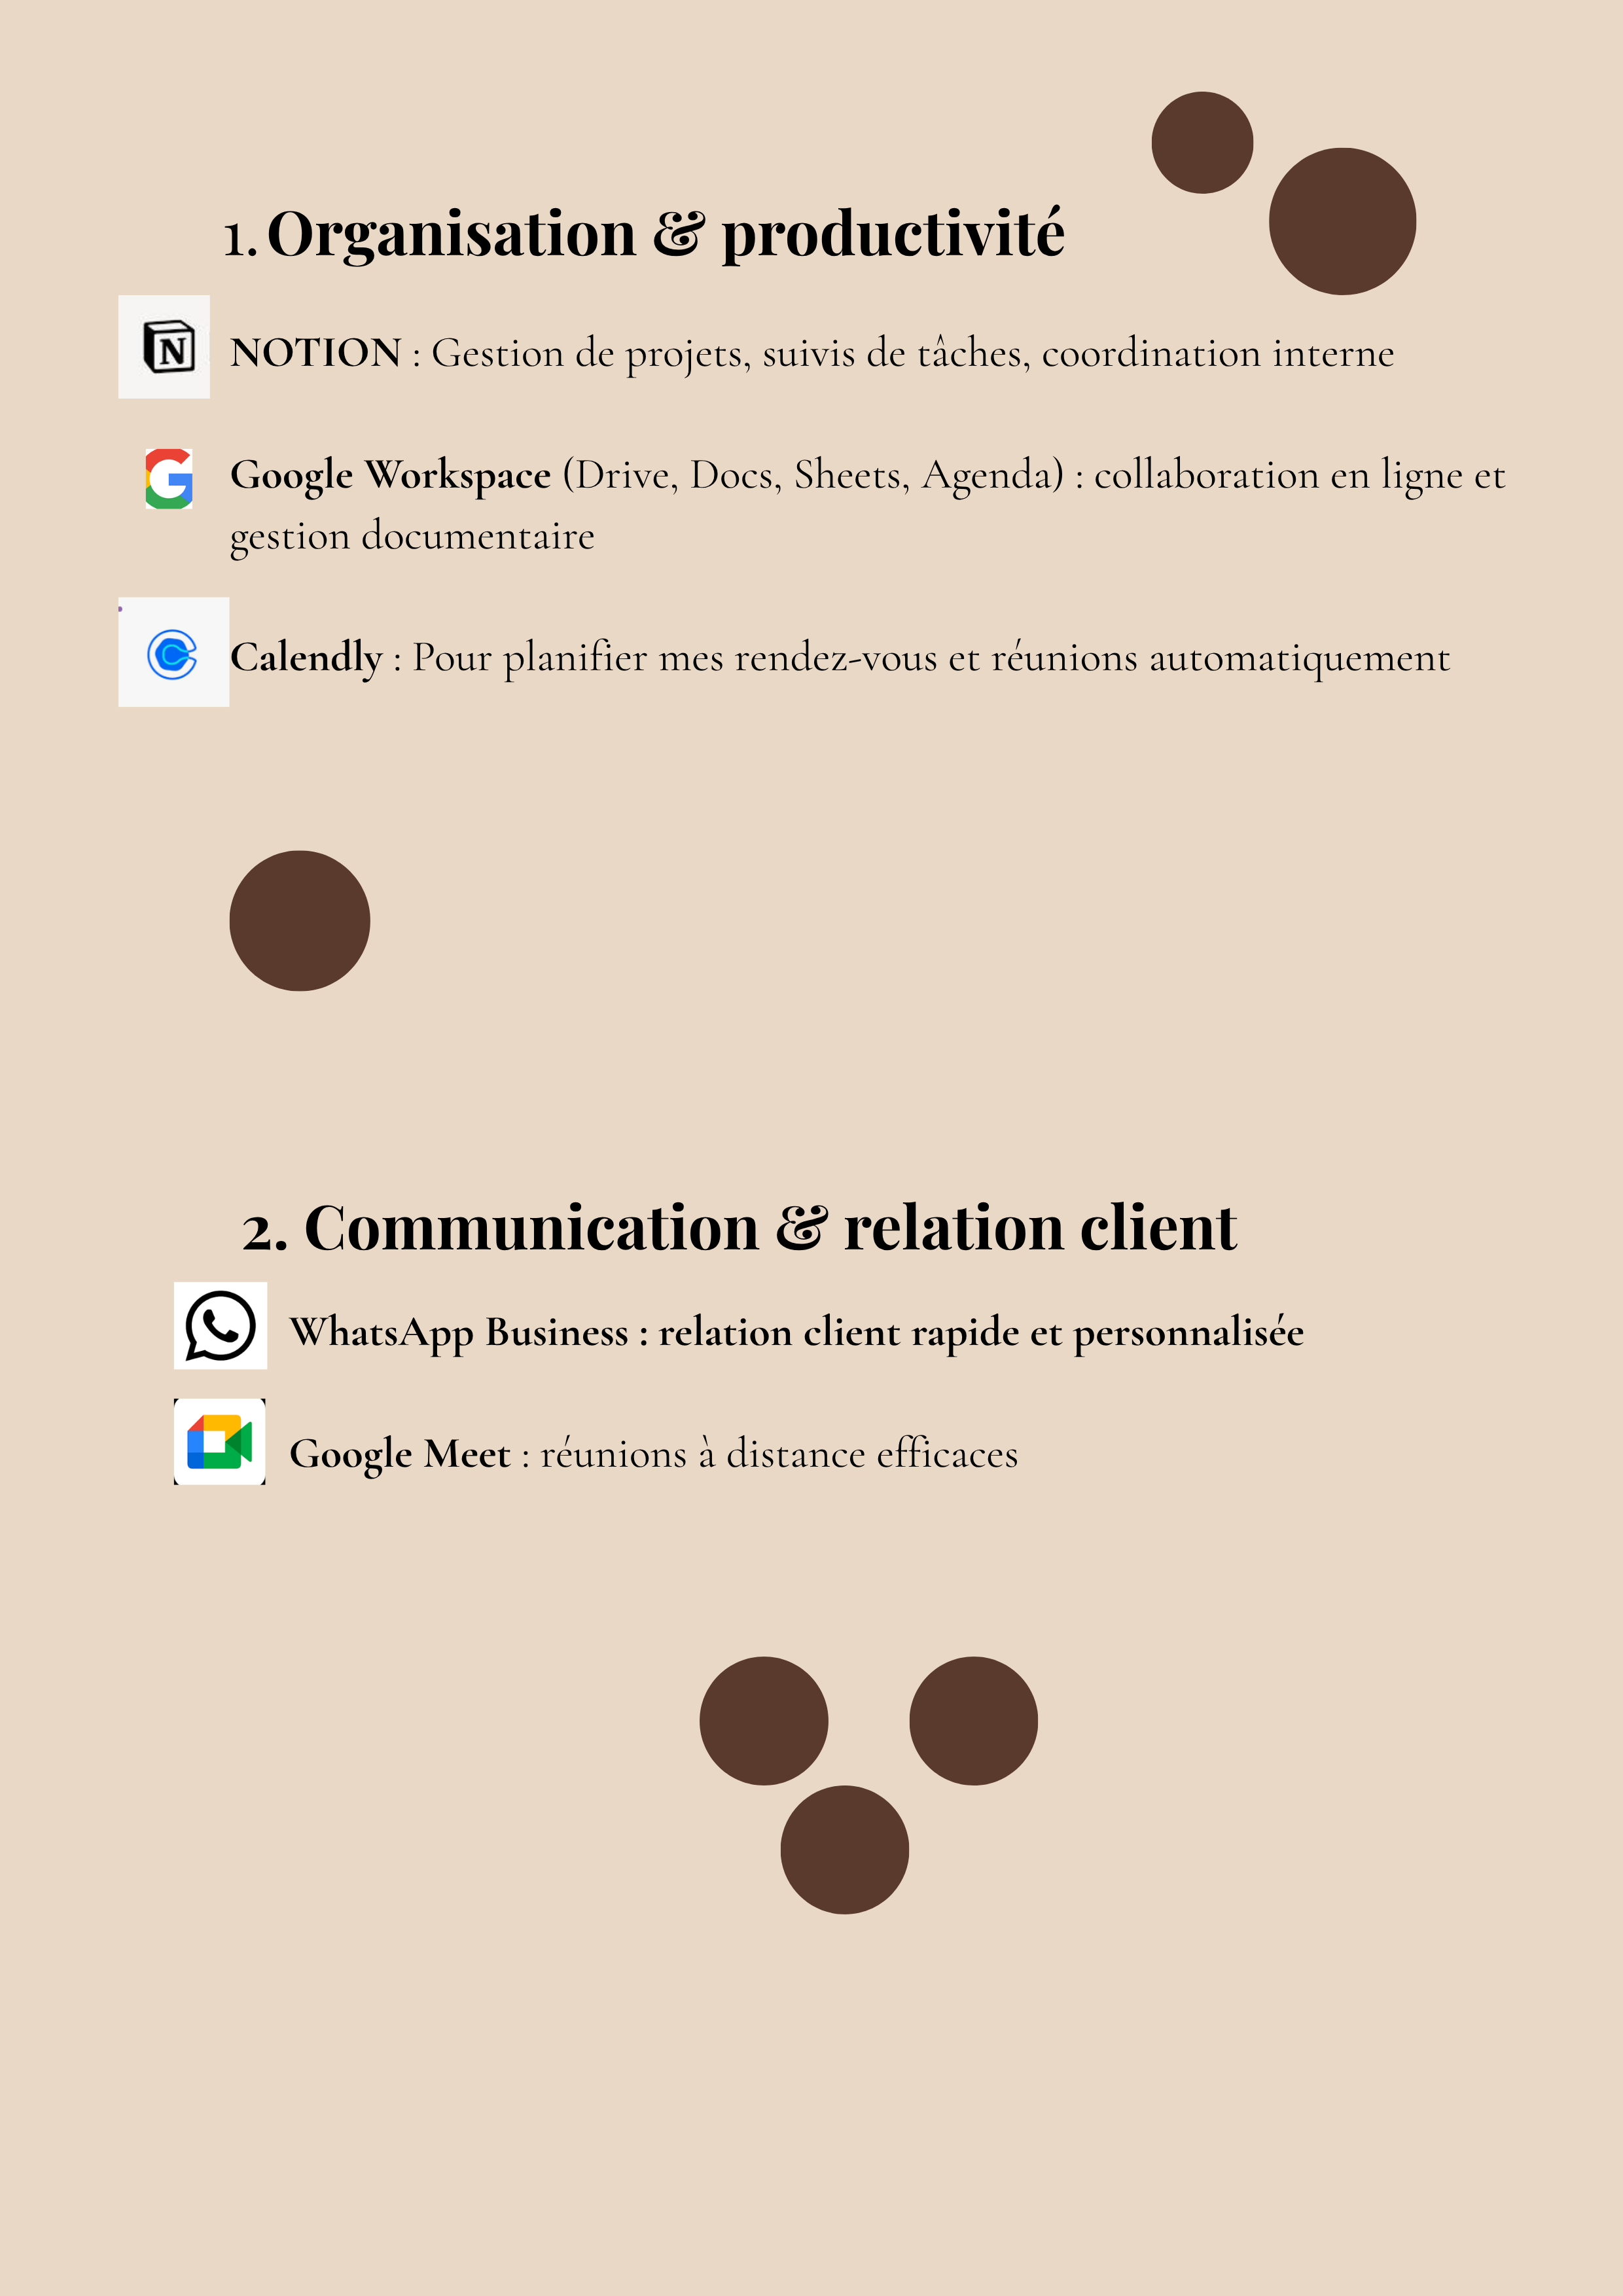 1. Organisation & productivité
N
NOTION : Gestion de projets, suivis de tâches, coordination interne
G
Google Workspace (Drive, Docs, Sheets, Agenda) : collaboration en ligne et
gestion documentaire
Calendly : Pour planifier mes rendez-vous et réunions automatiquement
2. Communication & relation client
WhatsApp Business : relation client rapide et personnalisée
Google Meet : réunions à distance efficaces